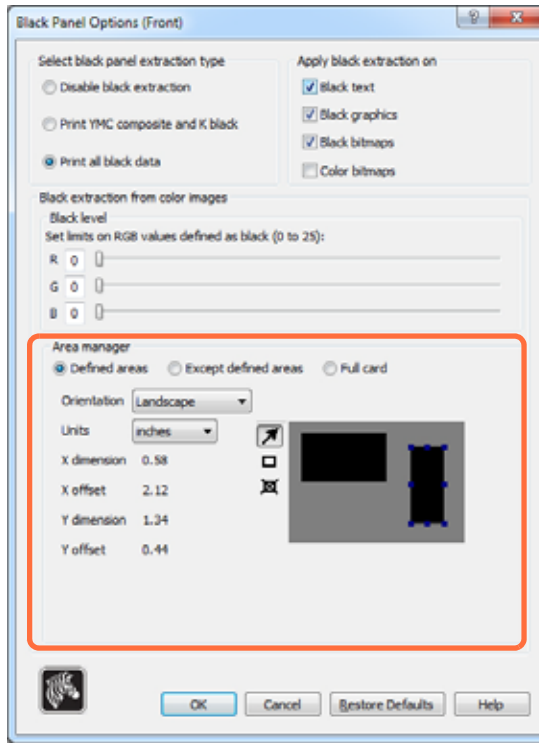 Black Panel Options (Front)
Select black panel extraction type
Disable black extraction
Print YMC composite and K black
Print all black data
Apply black extraction on
Black text
Black graphics
Black bitmaps
Color bitmaps
Black extraction from color images
Black level
Set limits on RGB values defined as black (0 to 25):
R 0
G 0
B 0
Area manager
Defined areas Except defined areas Full card
Orientation Landscape
Units inches
X dimension 0.58
X offset 2.12
Y dimension 1.34
Y offset 0.44
OK Cancel Restore Defaults Help